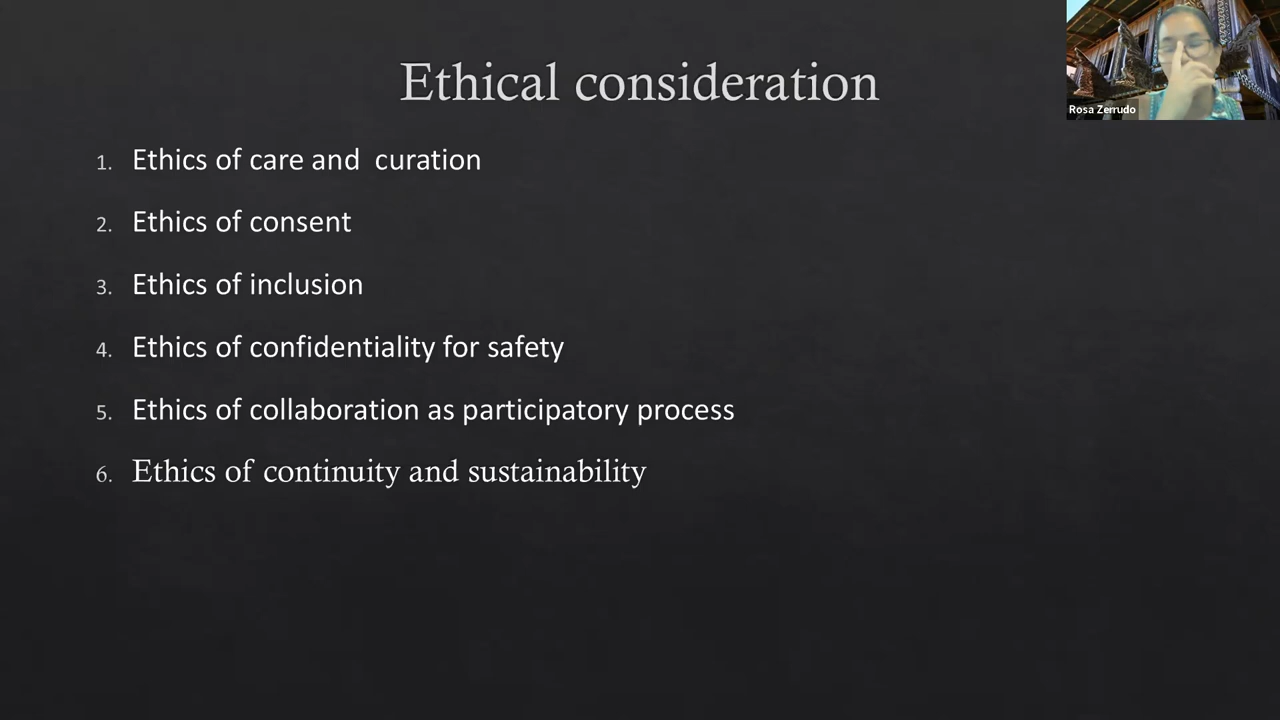 Ethical consideration
Rosa Zerrudo
1. Ethics of care and  curation
2. Ethics of consent
3. Ethics of inclusion
4. Ethics of confidentiality for safety
5. Ethics of collaboration as participatory process
6. Ethics of continuity and sustainability